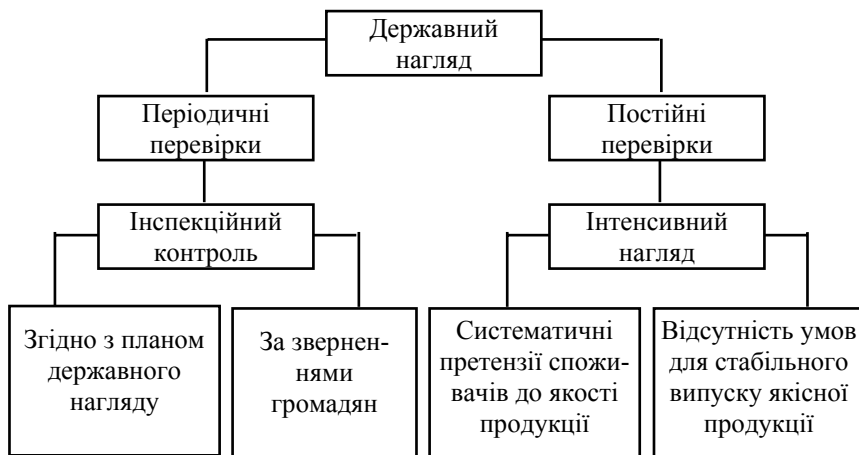 Державний
нагляд
Періодичні
перевірки
Постійні
перевірки
Інспекційний
контроль
Інтенсивний
нагляд
Згідно з планом
державного
нагляду
За звернен-
нями
громадян
Систематичні
претензії спожи-
вачів до якості
продукції
Відсутність умов
для стабільного
випуску якісної
продукції